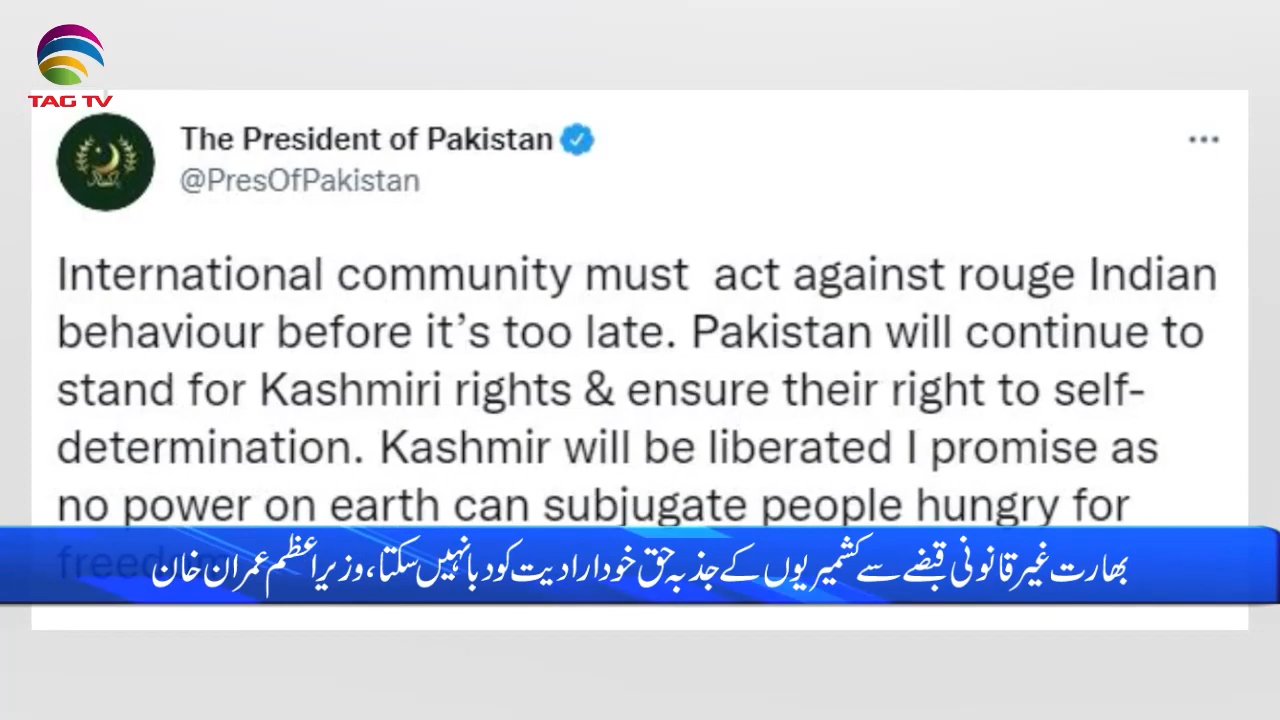 TAG TV
The President of Pakistan
@PresOfPakistan
International community must act against rouge Indian
behaviour before it's too late. Pakistan will continue to
stand for Kashmiri rights & ensure their right to self-
determination. Kashmir will be liberated I promise as
no power on earth can subjugate people hungry for
بھارت غیر قانونی قبضے سے کشمیریوں کے جذبہ حق خودارادیت کو دبا نہیں سکتا، وزیراعظم عمران خان